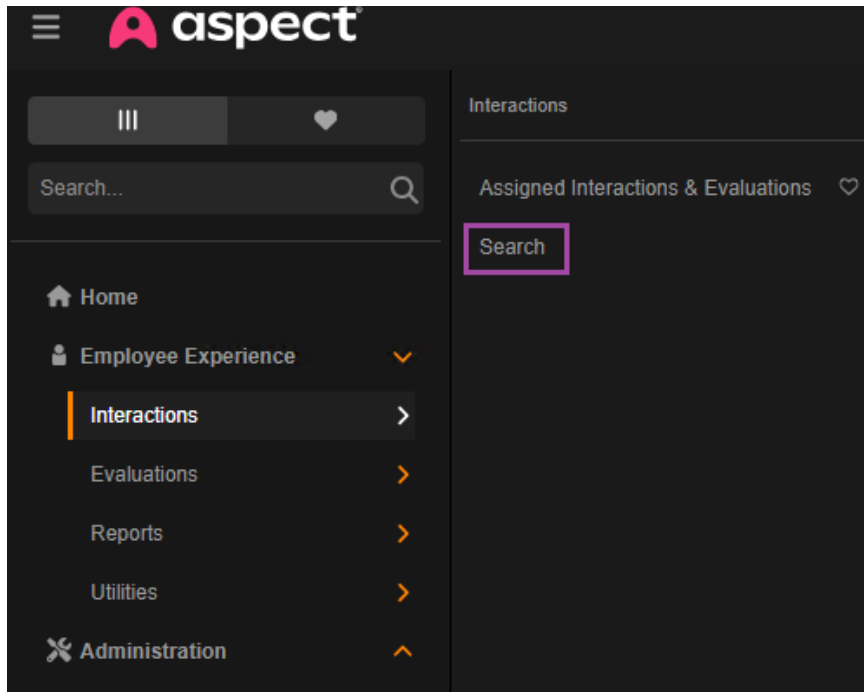 aspect
Search...
Home
Employee Experience
Interactions
Evaluations
Reports
Utilities
Administration
Interactions
Assigned Interactions & Evaluations
Search